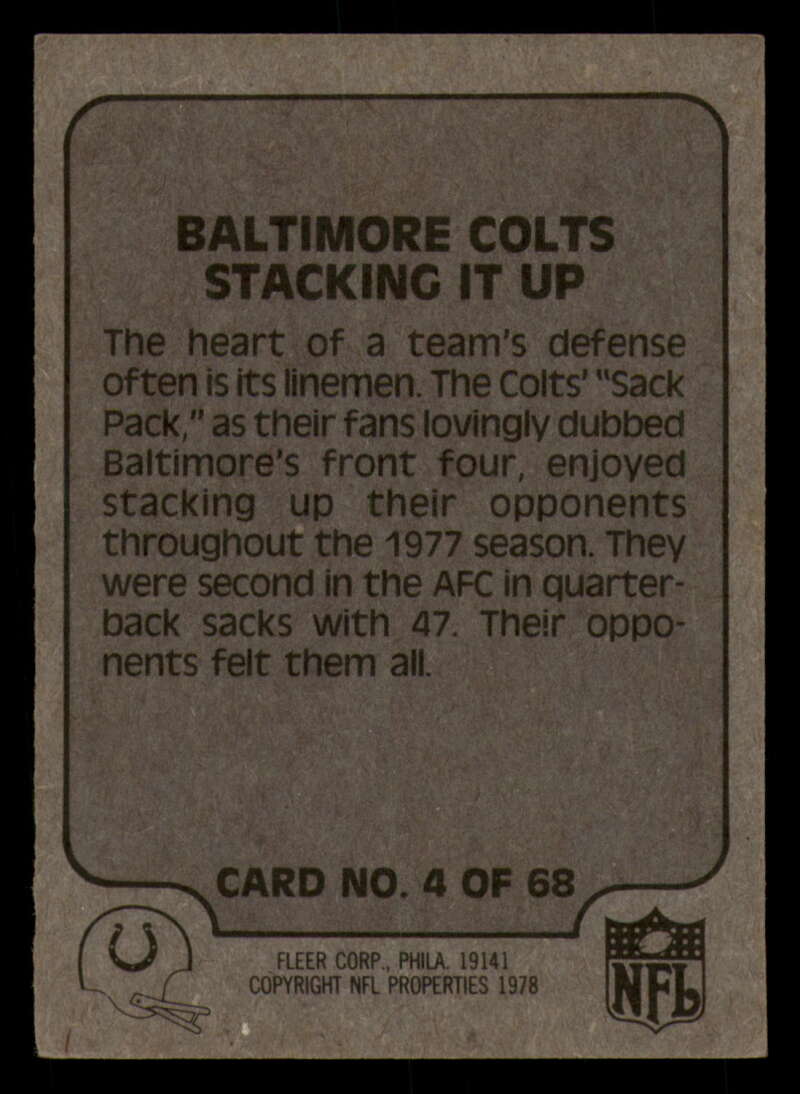 BALTIMORE COLTS
STACKING IT UP
The heart of a team's defense
often is its linemen. The Colts' "Sack
Pack," as their fans lovingly dubbed
Baltimore's front four, enjoyed
stacking up their opponents
throughout the 1977 season. They
were second in the AFC in quarter-
back sacks with 47. Their oppo-
nents felt them all.
CARD NO. 4 OF 68
FLEER CORP., PHILA. 19141
COPYRIGHT NFL PROPERTIES 1978
NFL